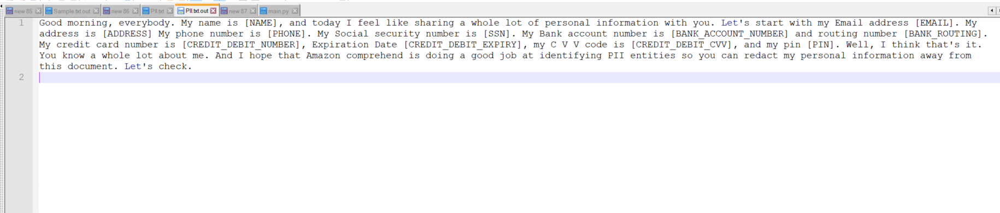 new 85 Sample.txt.out new 86 PII.txt PII.txt.out new 87 main.py
1 Good morning, everybody. My name is [NAME], and today I feel like sharing a whole lot of personal information with you. Let's start with my Email address [EMAIL]. My
address is [ADDRESS] My phone number is [PHONE]. My Social security number is [SSN]. My Bank account number is [BANK_ACCOUNT_NUMBER] and routing number [BANK_ROUTING].
My credit card number is [CREDIT_DEBIT_NUMBER], Expiration Date [CREDIT_DEBIT_EXPIRY], my C V V code is [CREDIT_DEBIT_CVV], and my pin [PIN]. Well, I think that's it.
You know a whole lot about me. And I hope that Amazon comprehend is doing a good job at identifying PII entities so you can redact my personal information away from
this document. Let's check.
2